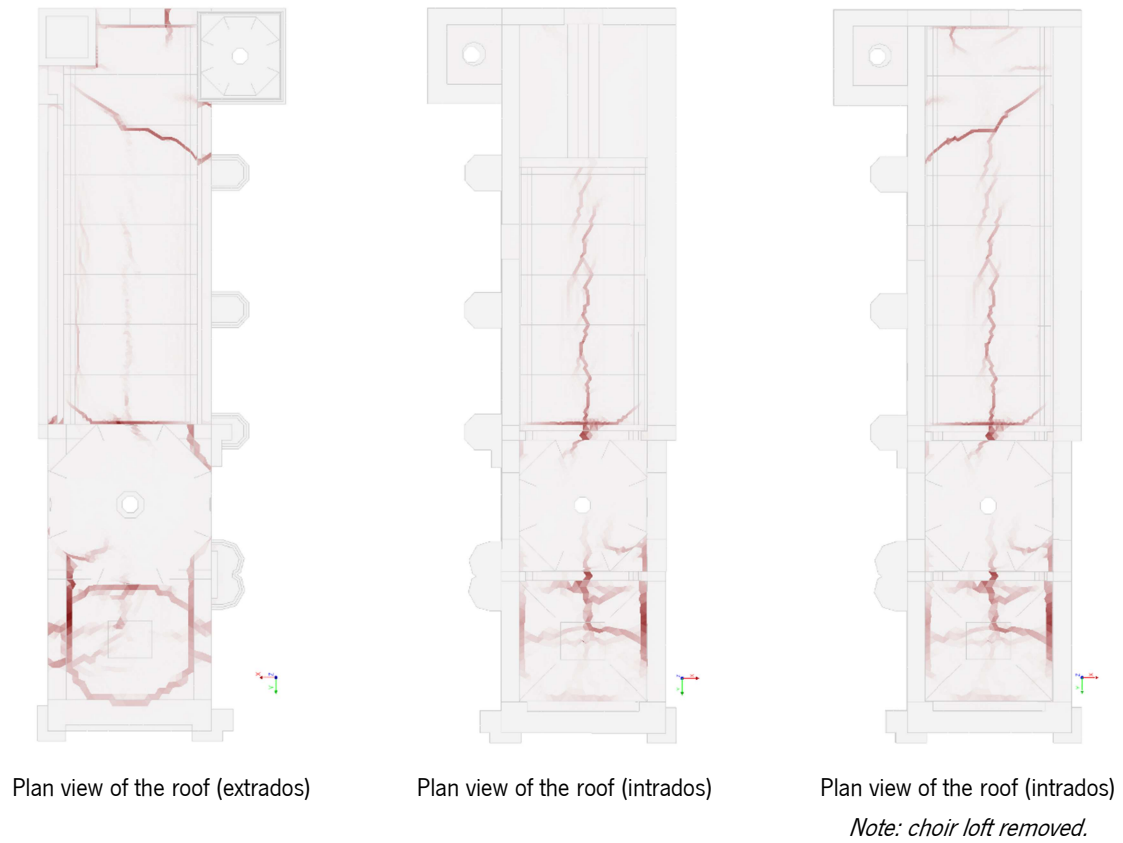 Plan view of the roof (extrados)
Plan view of the roof (intrados)
Plan view of the roof (intrados)
Note: choir loft removed.